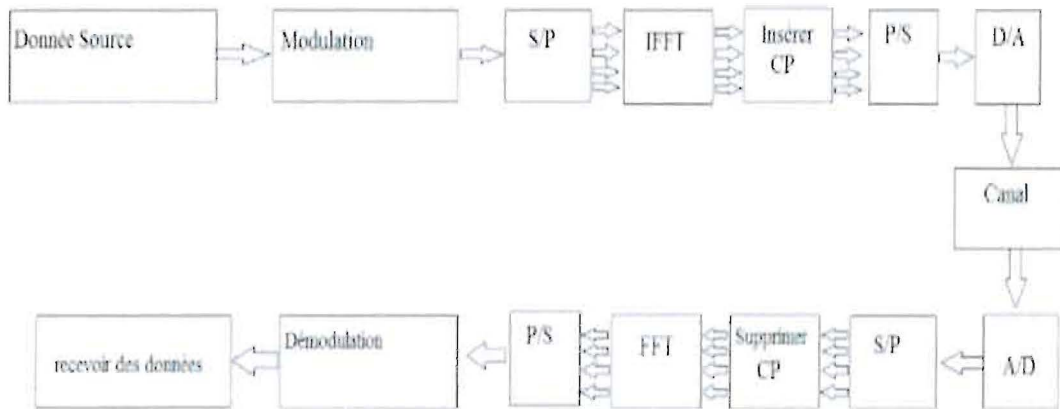 Donnée Source
Modulation
S/P
IFFT
Insérer
CP
P/S
D/A
Canal
recevoir des données
Démodulation
P/S
FFT
Supprimer
CP
S/P
A/D